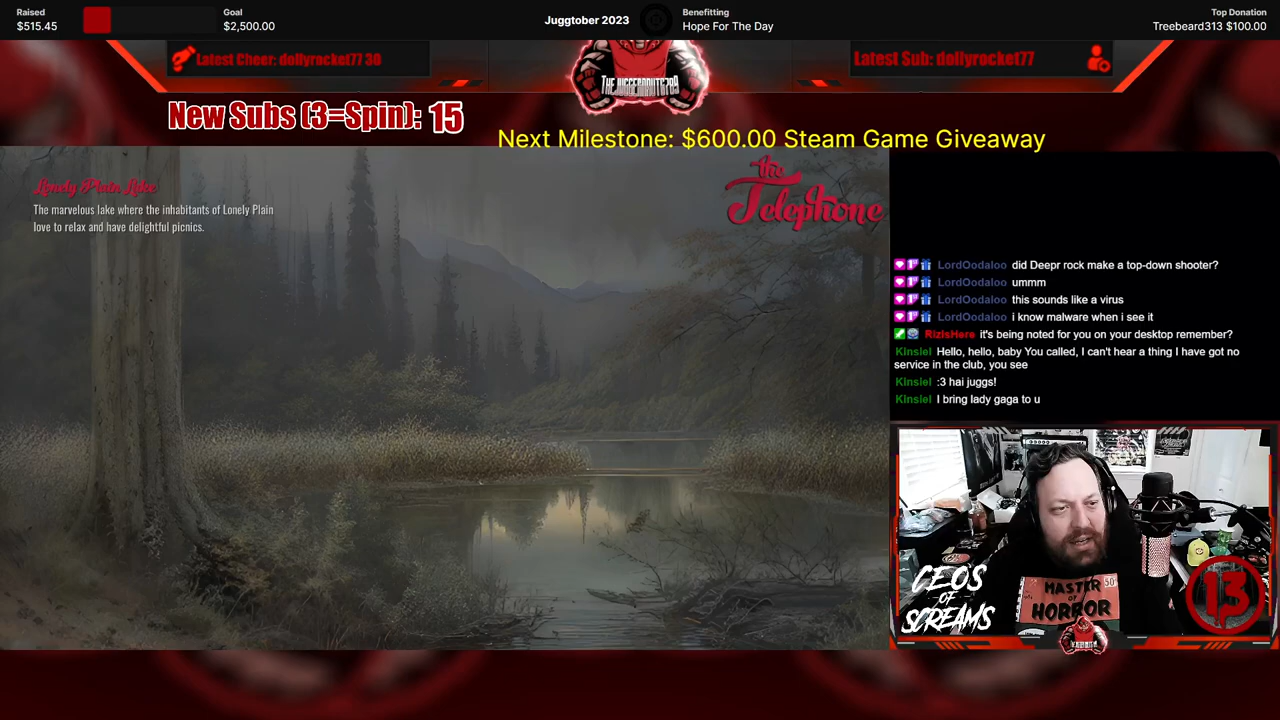 Raised
$515.45
Goal
$2,500.00
Juggtober 2023
Benefitting
Hope For The Day
Top Donation
Treebeard313 $100.00
Latest Cheer: dollyrocket77 30
THEJUGGERNAUT6789
Latest Sub: dollyrocket77
New Subs (3=Spin): 15
Next Milestone: $600.00 Steam Game Giveaway
Lonely Plain Lake
The marvelous lake where the inhabitants of Lonely Plain
love to relax and have delightful picnics.
the
Telephone
LordOodaloo did Deepr rock make a top-down shooter?
LordOodaloo ummm
LordOodaloo this sounds like a virus
LordOodaloo i know malware when i see it
RizIsHere it's being noted for you on your desktop remember?
Kinsiel Hello, hello, baby You called, I can't hear a thing I have got no
service in the club, you see
Kinsiel :3 hai juggs!
Kinsiel I bring lady gaga to u
CEOS
OF
SCREAMS
MASTER 50¢
OF
HORROR
13